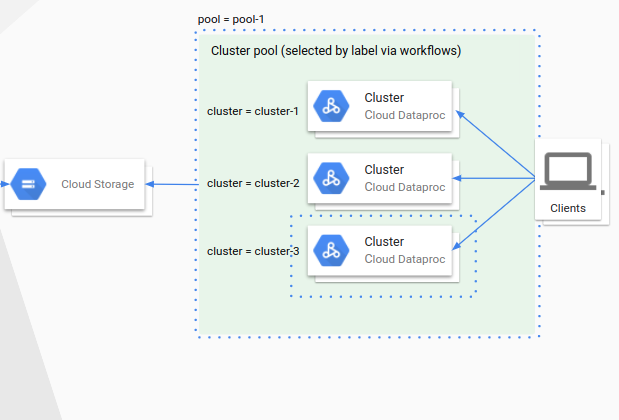 pool = pool-1
Cluster pool (selected by label via workflows)
cluster = cluster-1
Cluster
Cloud Dataproc
cluster = cluster-2
Cluster
Cloud Dataproc
Cloud Storage
Clients
cluster = cluster-3
Cluster
Cloud Dataproc